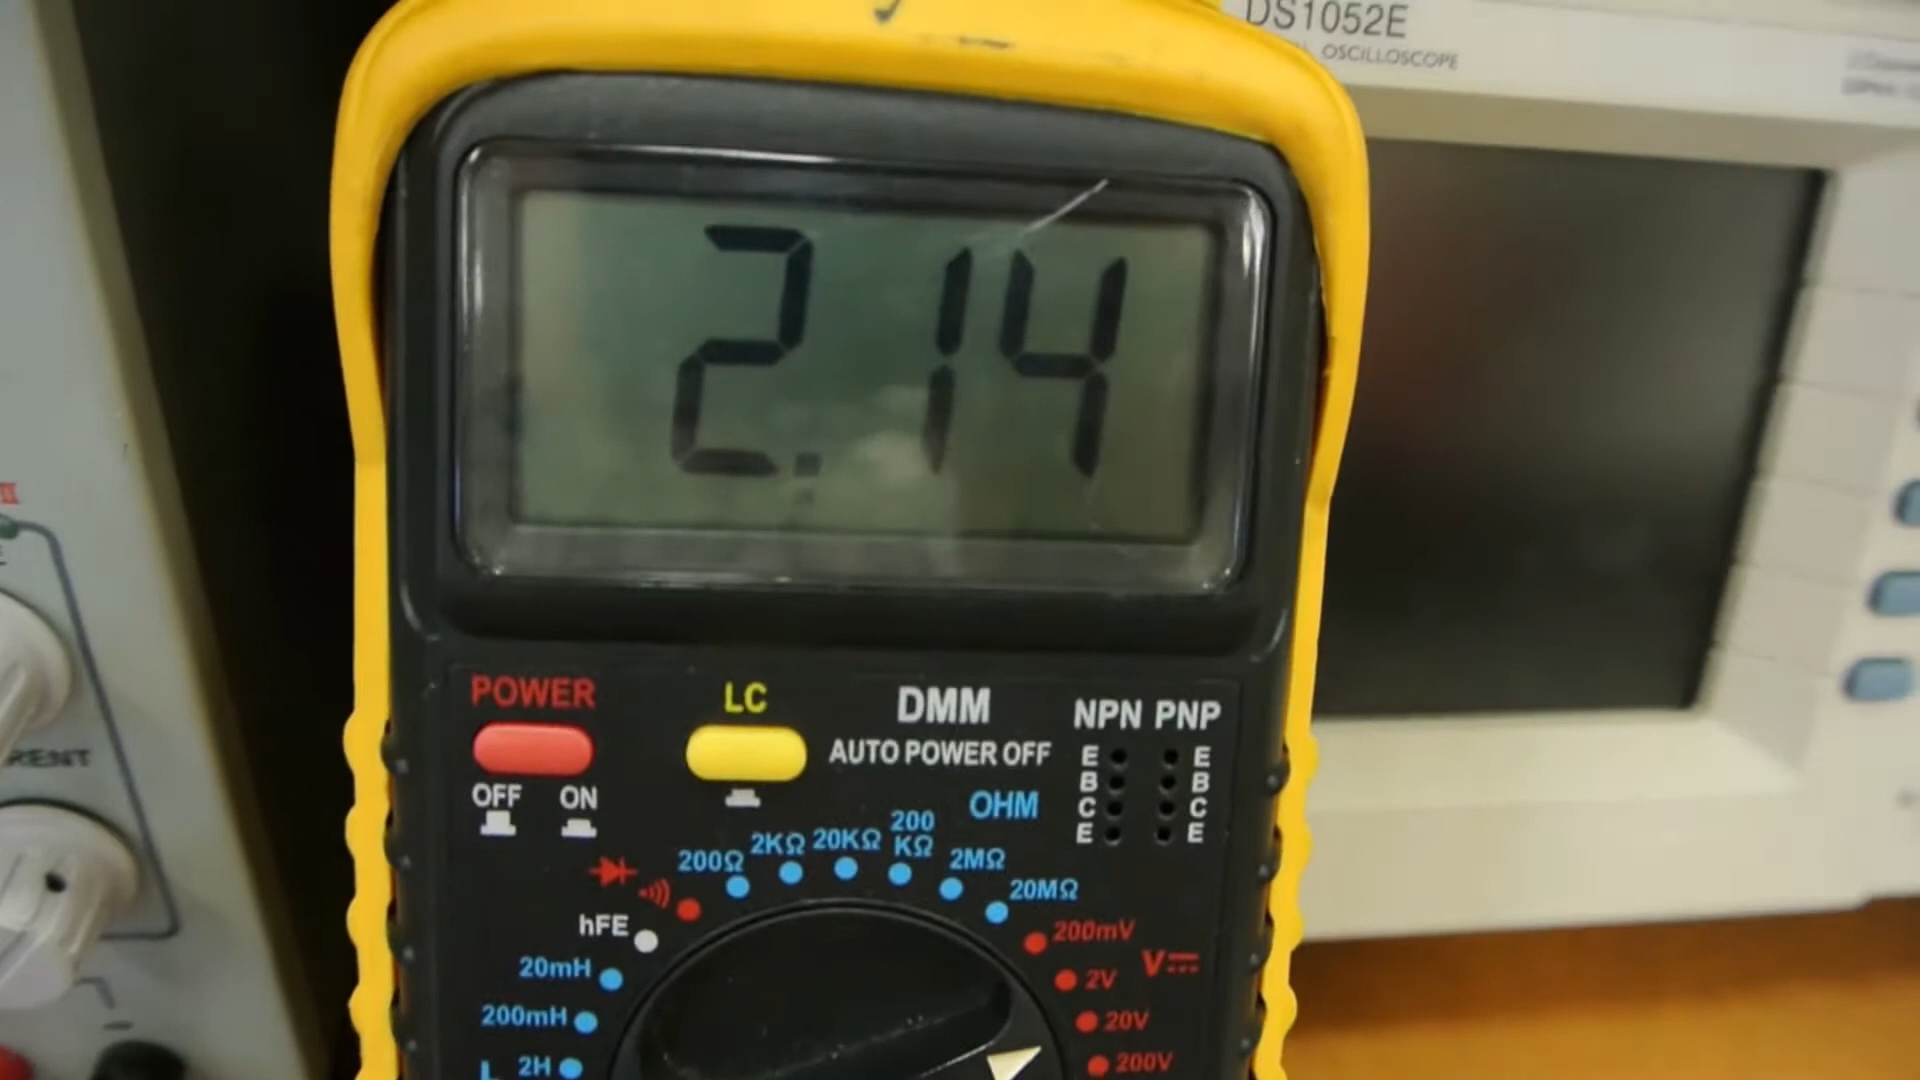 DS1052E
OSCILLOSCOPE
2.14
POWER
LC
DMM
NPN PNP
AUTO POWER OFF
OFF ON
OHM
E E
B B
C C
E E
200Ω
2KΩ
20KΩ
200
KΩ
2MΩ
20MΩ
hFE
200mV
20mH
2V
V
200mH
20V
L 2H
200V
RENT